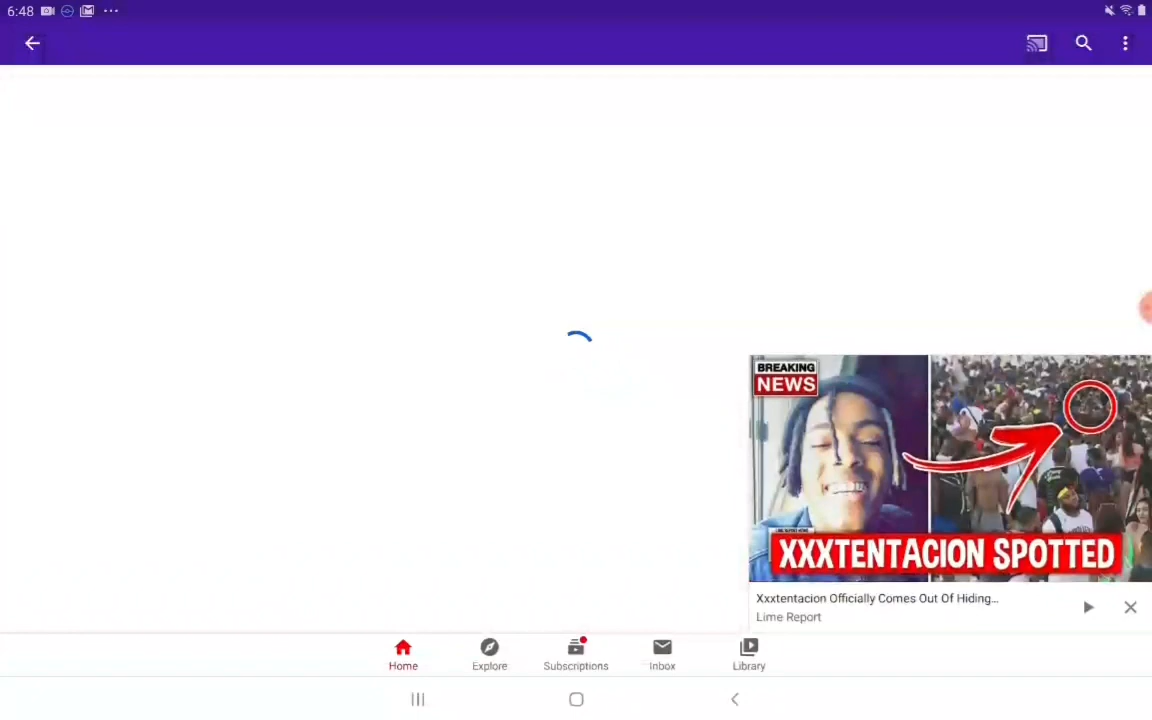 6:48
BREAKING
NEWS
XXXTENTACION SPOTTED
Xxxtentacion Officially Comes Out Of Hiding...
Lime Report
Home
Explore
Subscriptions
Inbox
Library